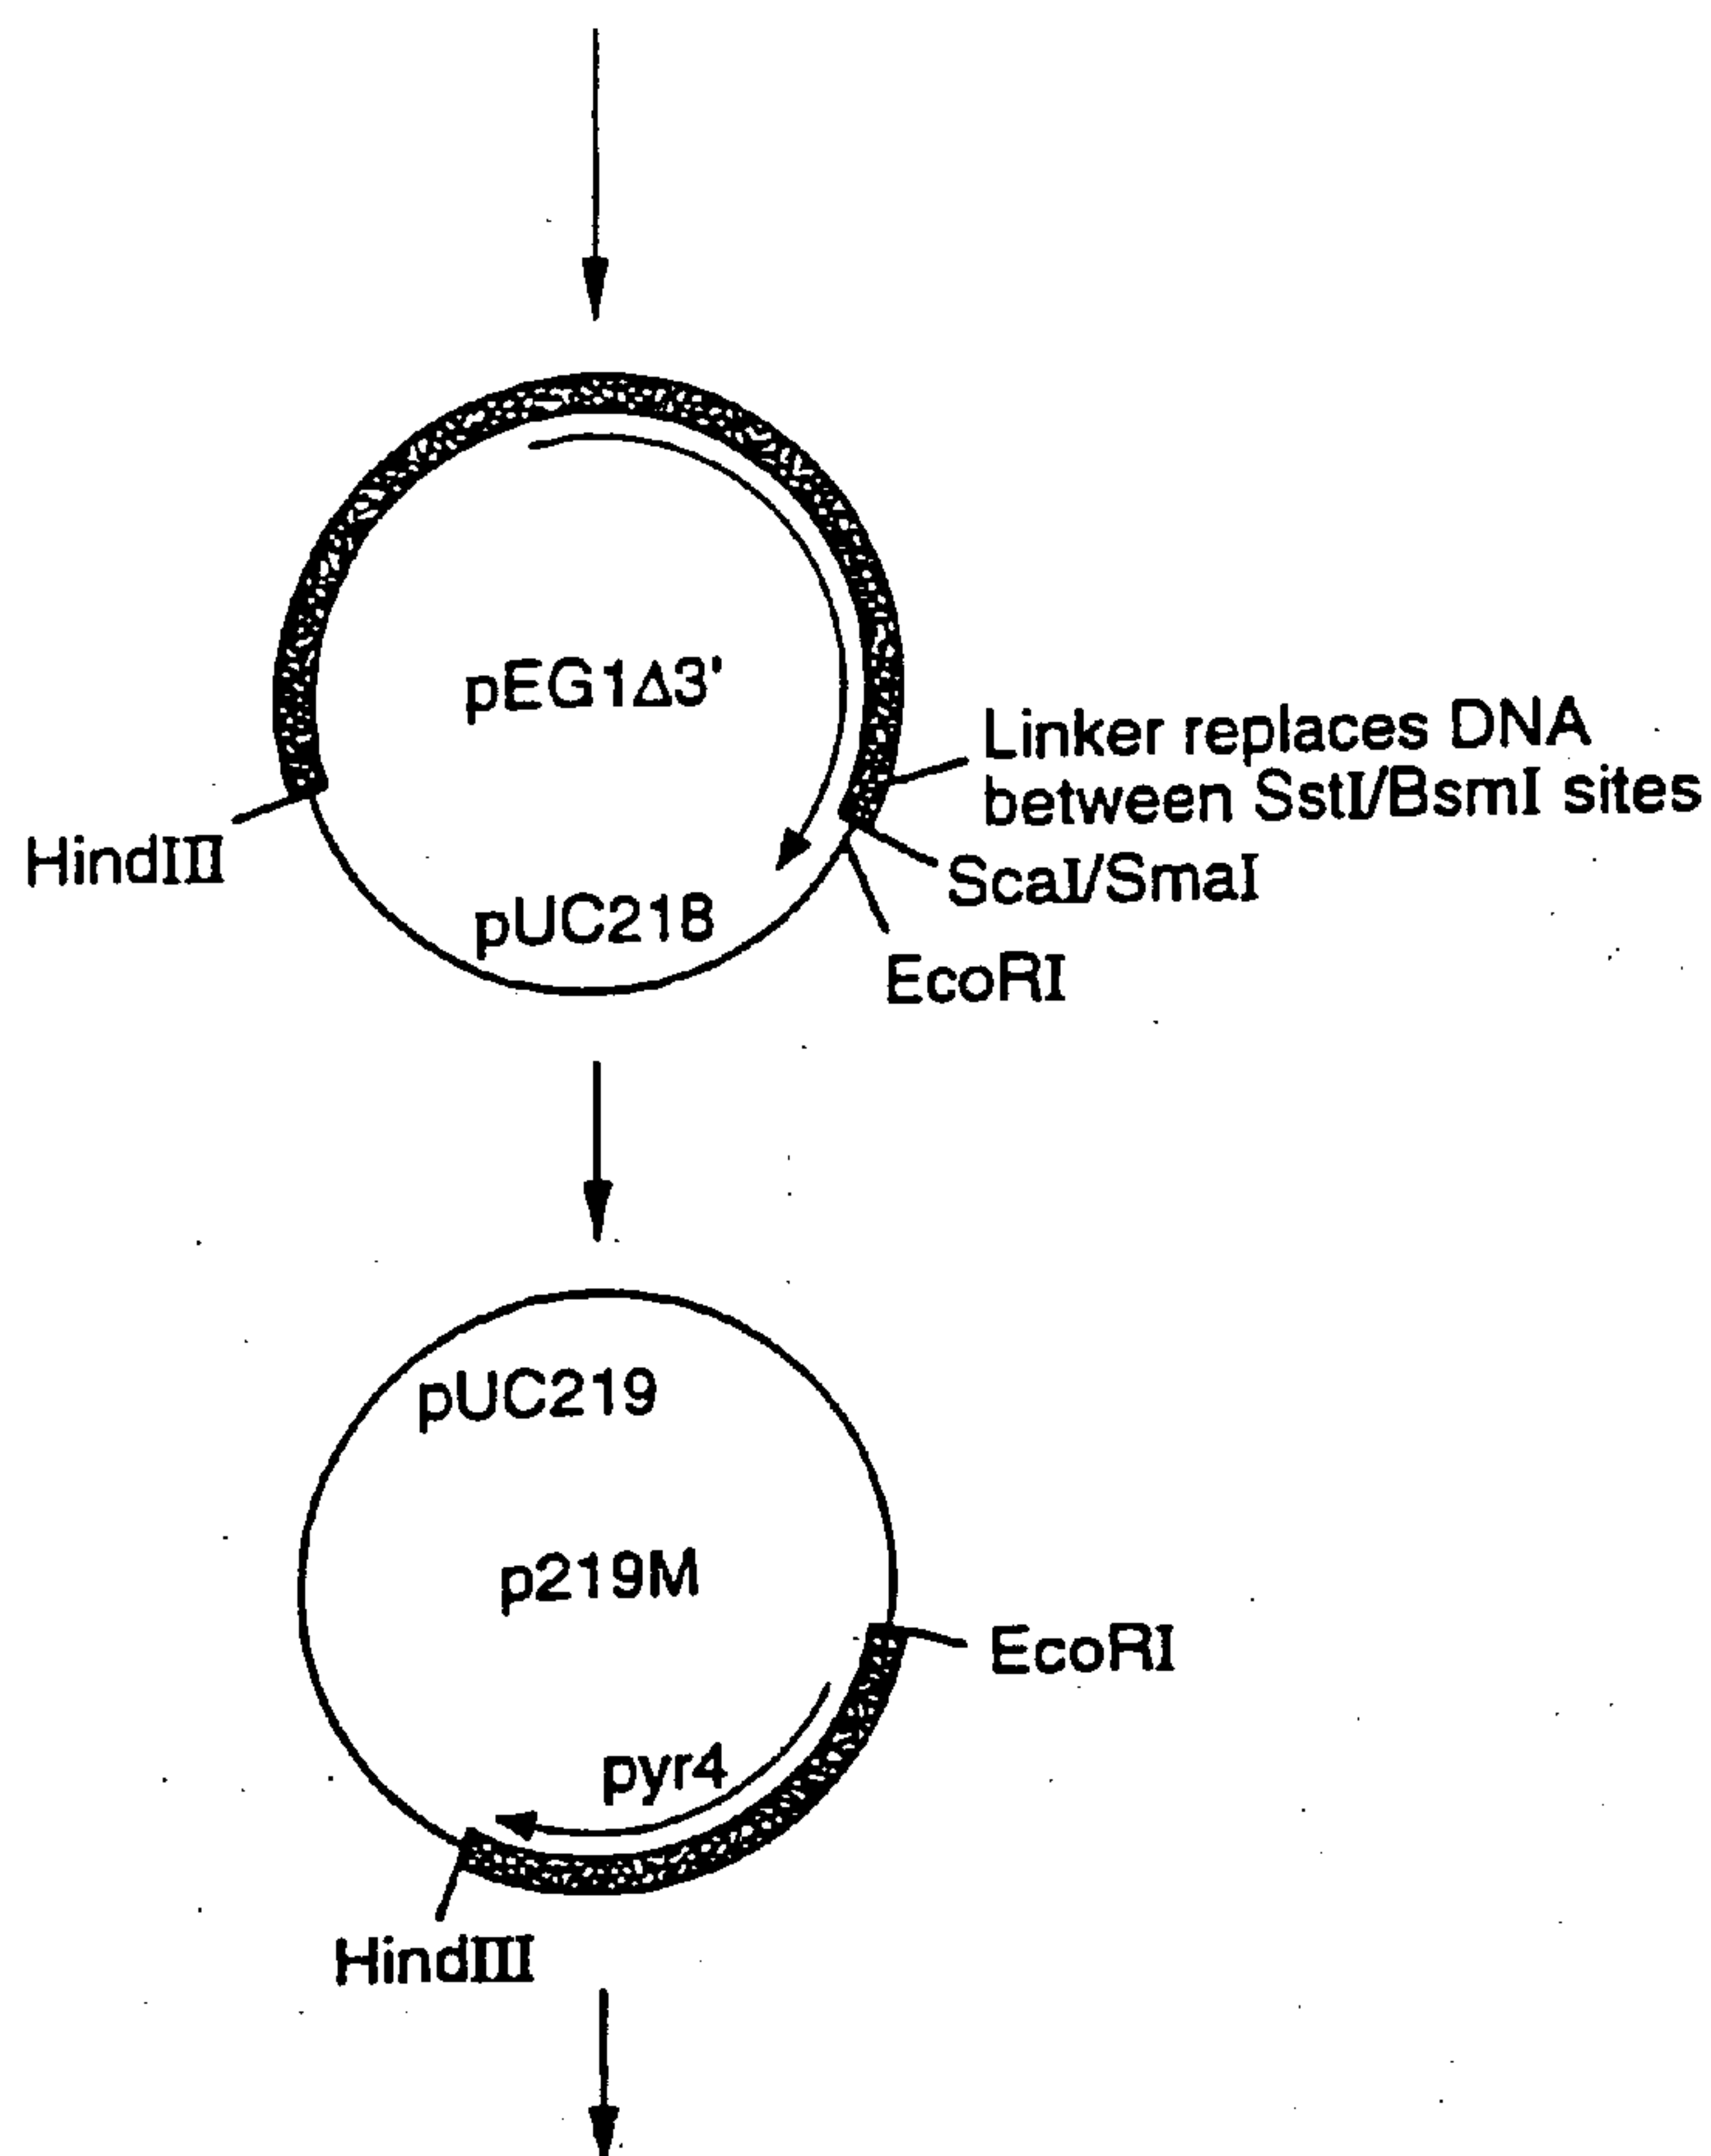 pEG1Δ3'
Linker replaces DNA
between SstI/BsmI sites
HindIII
ScaI/SmaI
pUC218
EcoRI
pUC219
p219M
EcoRI
pyr4
HindIII